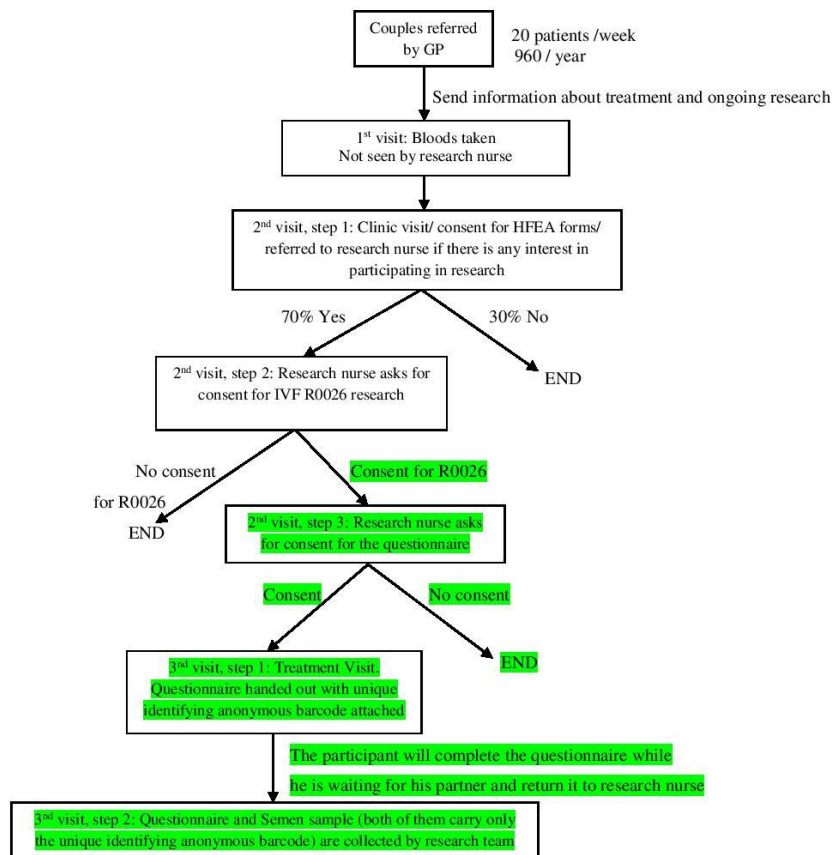 Couples referred
by GP
20 patients /week
960 / year
Send information about treatment and ongoing research
1st visit: Bloods taken
Not seen by research nurse
2nd visit, step 1: Clinic visit/ consent for HFEA forms/
referred to research nurse if there is any interest in
participating in research
70% Yes
30% No
END
2nd visit, step 2: Research nurse asks for
consent for IVF R0026 research
No consent
for R0026
END
Consent for R0026
2nd visit, step 3: Research nurse asks
for consent for the questionnaire
Consent
No consent
END
3nd visit, step 1: Treatment Visit.
Questionnaire handed out with unique
identifying anonymous barcode attached
The participant will complete the questionnaire while
he is waiting for his partner and return it to research nurse
3nd visit, step 2: Questionnaire and Semen sample (both of them carry only
the unique identifying anonymous barcode) are collected by research team